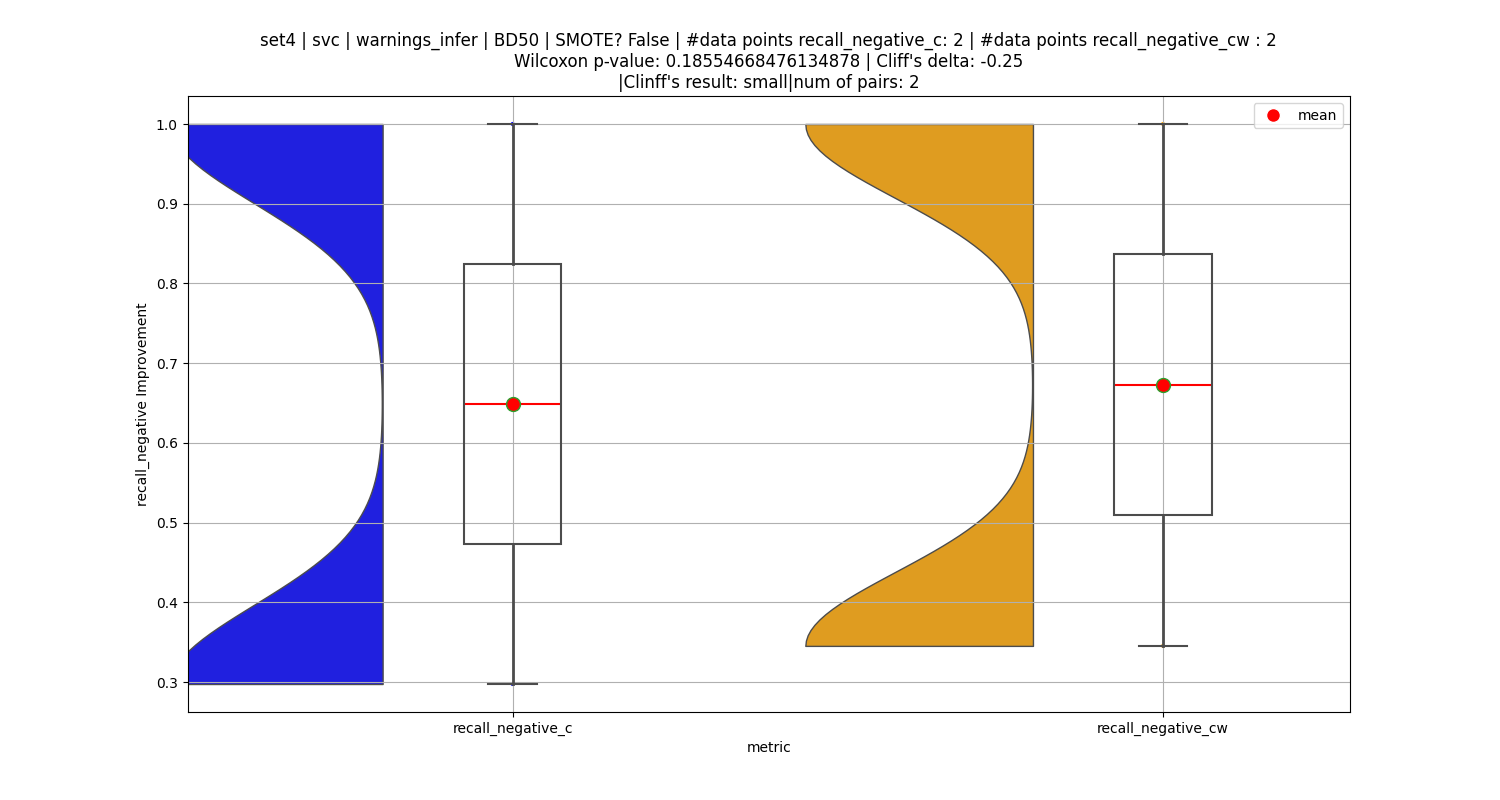 set4 | svc | warnings_infer | BD50 | SMOTE? False | #data points recall_negative_c: 2 | #data points recall_negative_cw : 2
Wilcoxon p-value: 0.18554668476134878 | Cliff's delta: -0.25
|Clinff's result: small|num of pairs: 2
mean
1.0
0.9
0.8
0.7
0.6
0.5
0.4
0.3
recall_negative Improvement
recall_negative_c
recall_negative_cw
metric